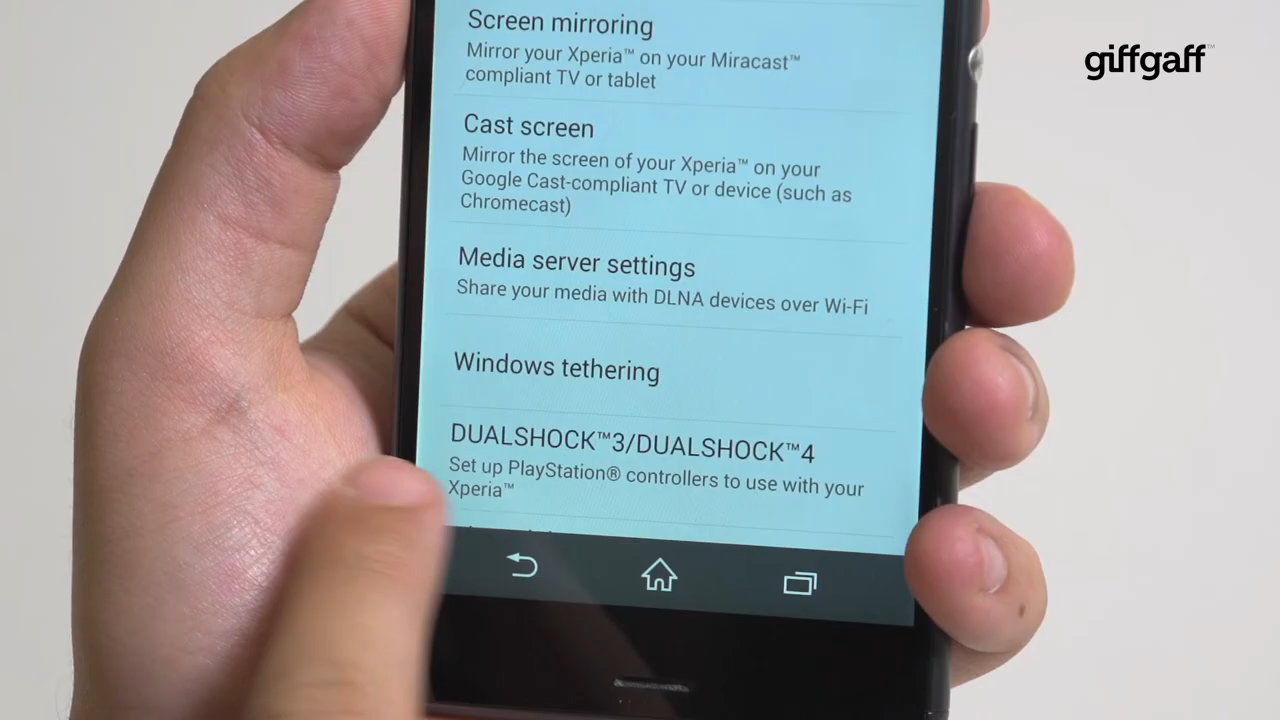 giffgaff™
Screen mirroring
Mirror your Xperia™ on your Miracast™
compliant TV or tablet
Cast screen
Mirror the screen of your Xperia™ on your
Google Cast-compliant TV or device (such as
Chromecast)
Media server settings
Share your media with DLNA devices over Wi-Fi
Windows tethering
DUALSHOCK™3/DUALSHOCK™4
Set up PlayStation® controllers to use with your
Xperia™